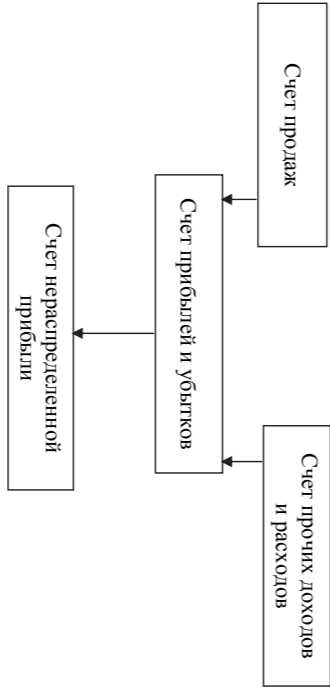 Счет продаж
Счет прочих доходов
и расходов
Счет прибылей и убытков
Счет нераспределенной
прибыли